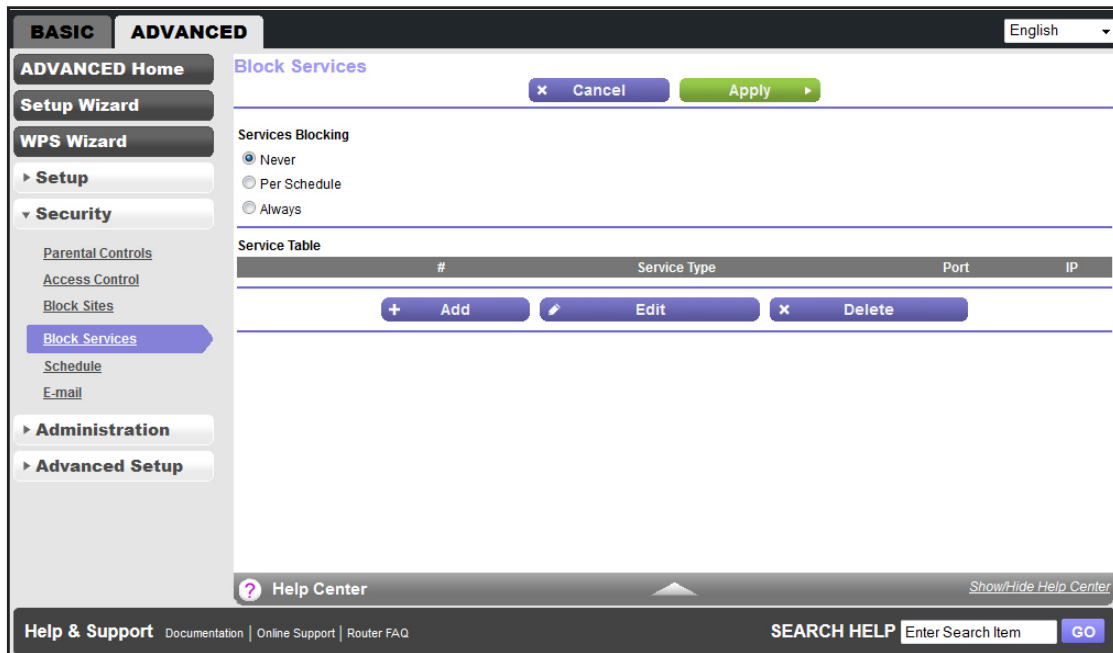 BASIC ADVANCED English
ADVANCED Home
Setup Wizard
WPS Wizard
Setup
Security
Parental Controls
Access Control
Block Sites
Block Services
Schedule
E-mail
Administration
Advanced Setup
Block Services
Cancel Apply
Services Blocking
Never
Per Schedule
Always
Service Table
# Service Type Port IP
Add Edit Delete
? Help Center Show/Hide Help Center
Help & Support Documentation | Online Support | Router FAQ SEARCH HELP Enter Search Item GO